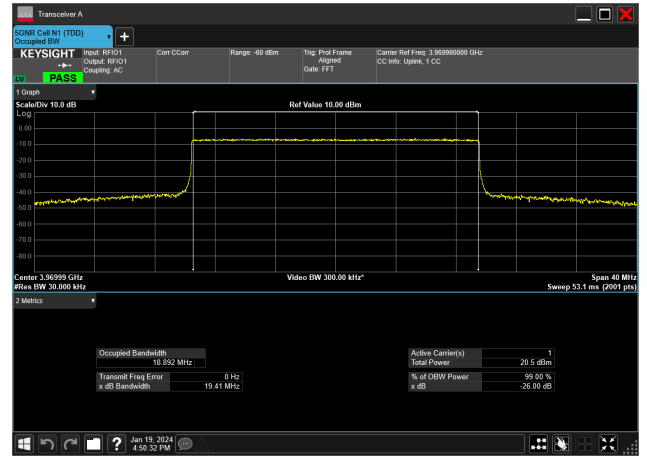 Transceiver A
5GNR Cell N1 (TDD)
Occupied BW
+
KEYSIGHT
LXI
PASS
Input: RFIO1
Output: RFIO1
Coupling: AC
Corr CCorr
Range: -60 dBm
Trig: Prot Frame
Aligned
Gate: FFT
Carrier Ref Freq: 3.969990000 GHz
CC Info: Uplink, 1 CC
1 Graph
Scale/Div 10.0 dB
Ref Value 10.00 dBm
Log
0.00
-10.0
-20.0
-30.0
-40.0
-50.0
-60.0
-70.0
-80.0
Center 3.96999 GHz
Video BW 300.00 kHz*
Span 40 MHz
#Res BW 30.000 kHz
Sweep 53.1 ms (2001 pts)
2 Metrics
Occupied Bandwidth
18.892 MHz
Transmit Freq Error 0 Hz
x dB Bandwidth 19.41 MHz
Active Carrier(s) 1
Total Power 20.5 dBm
% of OBW Power 99.00 %
x dB -26.00 dB
?
Jan 19, 2024
4:50:32 PM